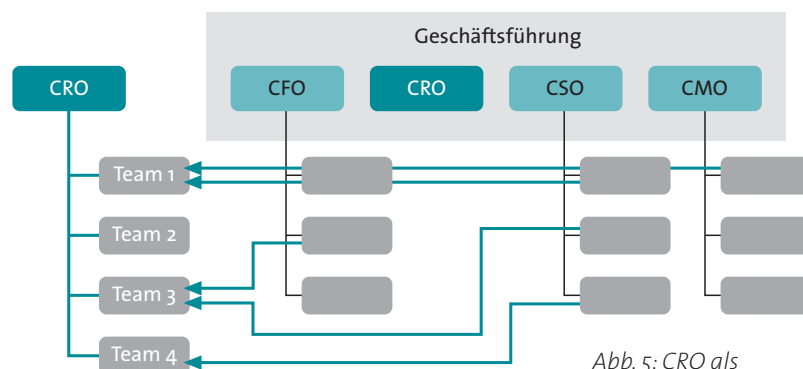 Geschäftsführung
CRO
CFO
CRO
CSO
CMO
Team 1
Team 2
Team 3
Team 4
Abb. 5: CRO als